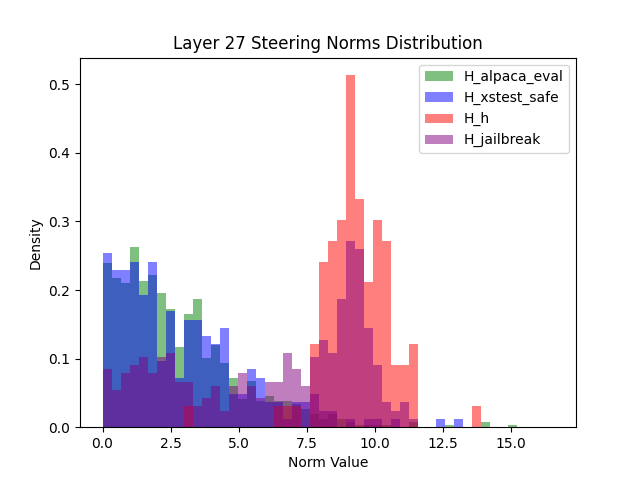 Layer 27 Steering Norms Distribution
H_alpaca_eval
H_xstest_safe
H_h
H_jailbreak
Density
0.5
0.4
0.3
0.2
0.1
0.0
0.0 2.5 5.0 7.5 10.0 12.5 15.0
Norm Value